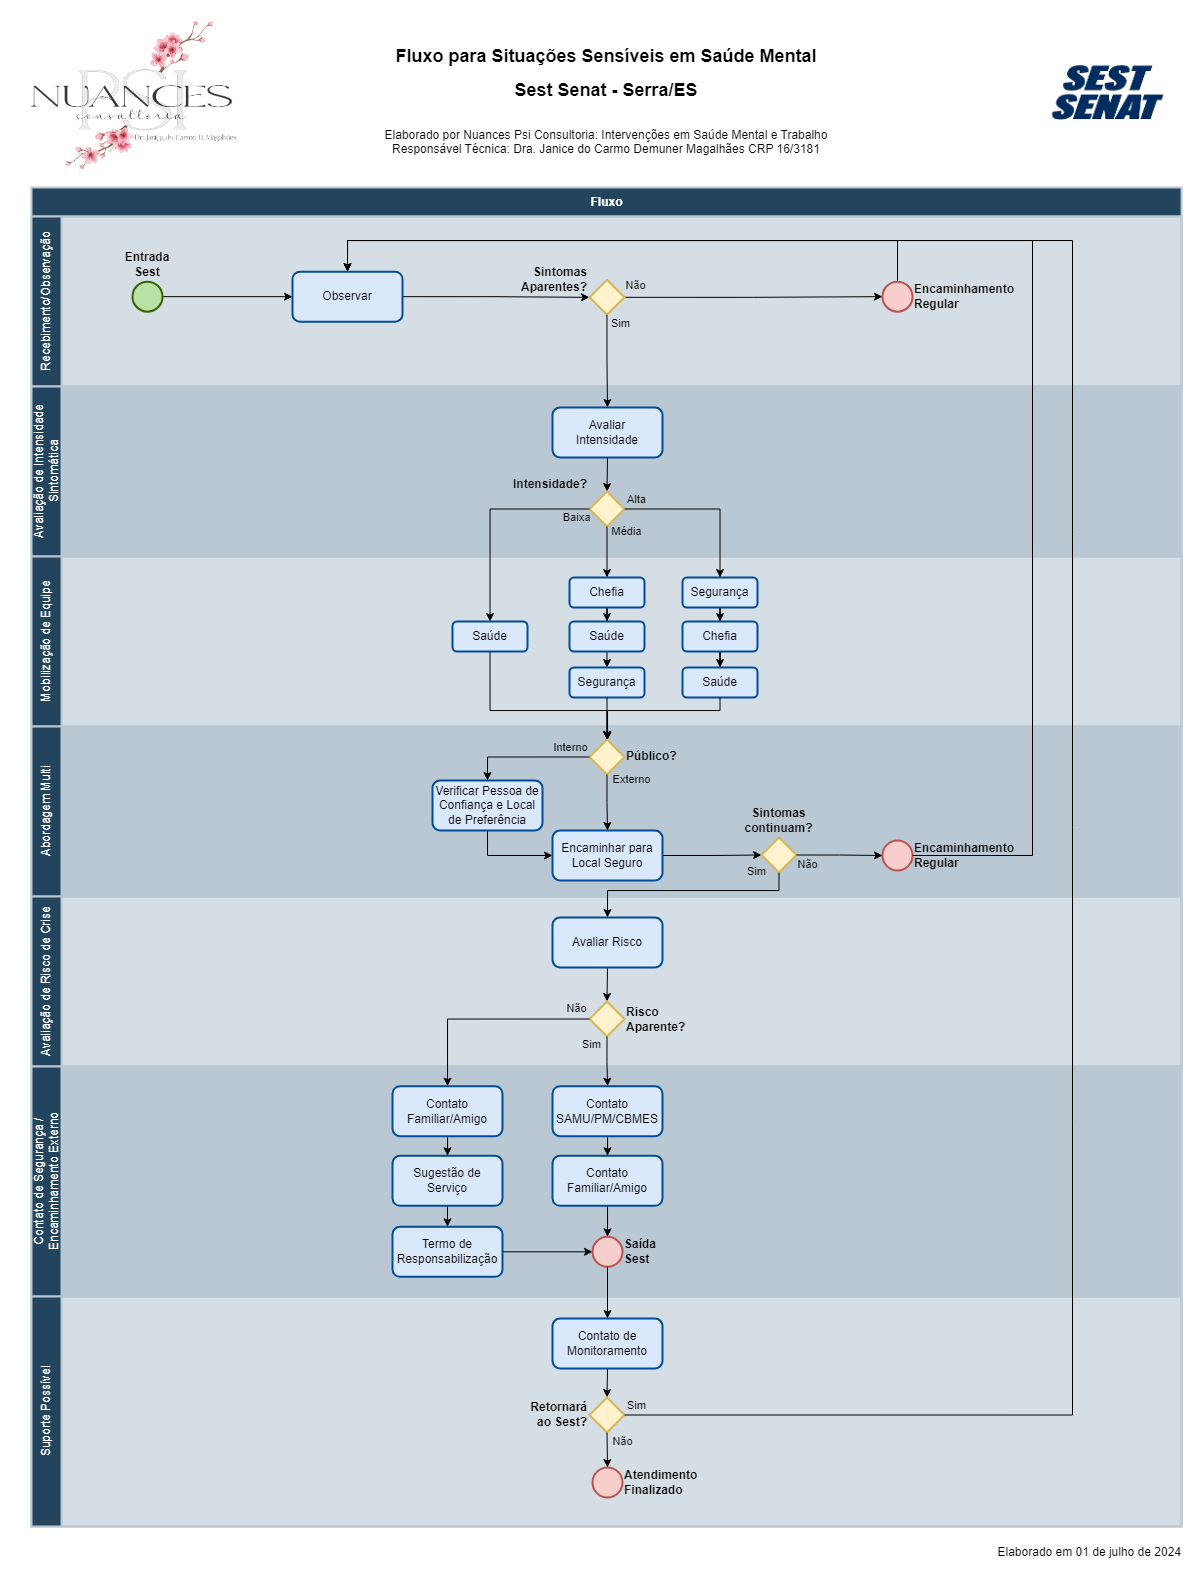 PSI
NUANCES
consultoria
Dra. Janice do Carmo D. Magalhães
Fluxo para Situações Sensíveis em Saúde Mental
Sest Senat - Serra/ES
Elaborado por Nuances Psi Consultoria: Intervenções em Saúde Mental e Trabalho
Responsável Técnica: Dra. Janice do Carmo Demuner Magalhães CRP 16/3181
SEST
SENAT
Fluxo
Recebimento/Observação
Entrada
Sest
Observar
Sintomas
Aparentes?
Não
Sim
Encaminhamento
Regular
Avaliação de Intensidade
Sintomática
Avaliar
Intensidade
Intensidade?
Alta
Baixa
Média
Mobilização de Equipe
Chefia
Segurança
Saúde
Saúde
Chefia
Segurança
Saúde
Abordagem Multi
Interno
Público?
Externo
Verificar Pessoa de
Confiança e Local
de Preferência
Encaminhar para
Local Seguro
Sintomas
continuam?
Sim
Não
Encaminhamento
Regular
Avaliação de Risco de Crise
Avaliar Risco
Não
Risco
Aparente?
Sim
Contato de Segurança /
Encaminhamento Externo
Contato
Familiar/Amigo
Contato
SAMU/PM/CBMES
Sugestão de
Serviço
Contato
Familiar/Amigo
Termo de
Responsabilização
Saída
Sest
Suporte Possível
Contato de
Monitoramento
Retornará
ao Sest?
Sim
Não
Atendimento
Finalizado
Elaborado em 01 de julho de 2024